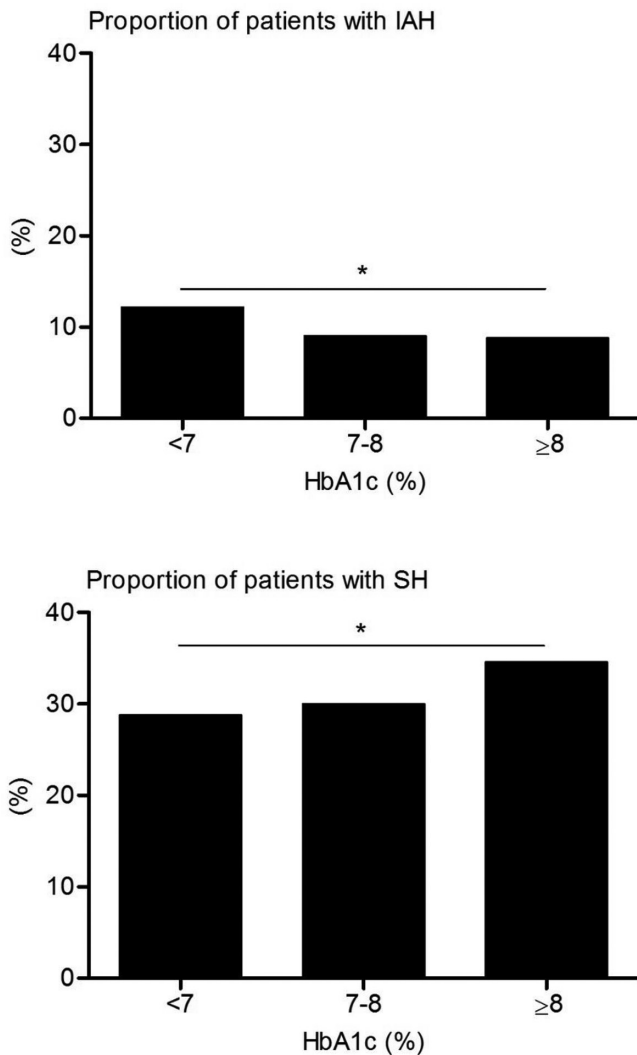 Proportion of patients with IAH
40
30
20
10
0
(%)
*
<7 7-8 ≥8
HbA1c (%)
Proportion of patients with SH
40
30
20
10
0
(%)
*
<7 7-8 ≥8
HbA1c (%)